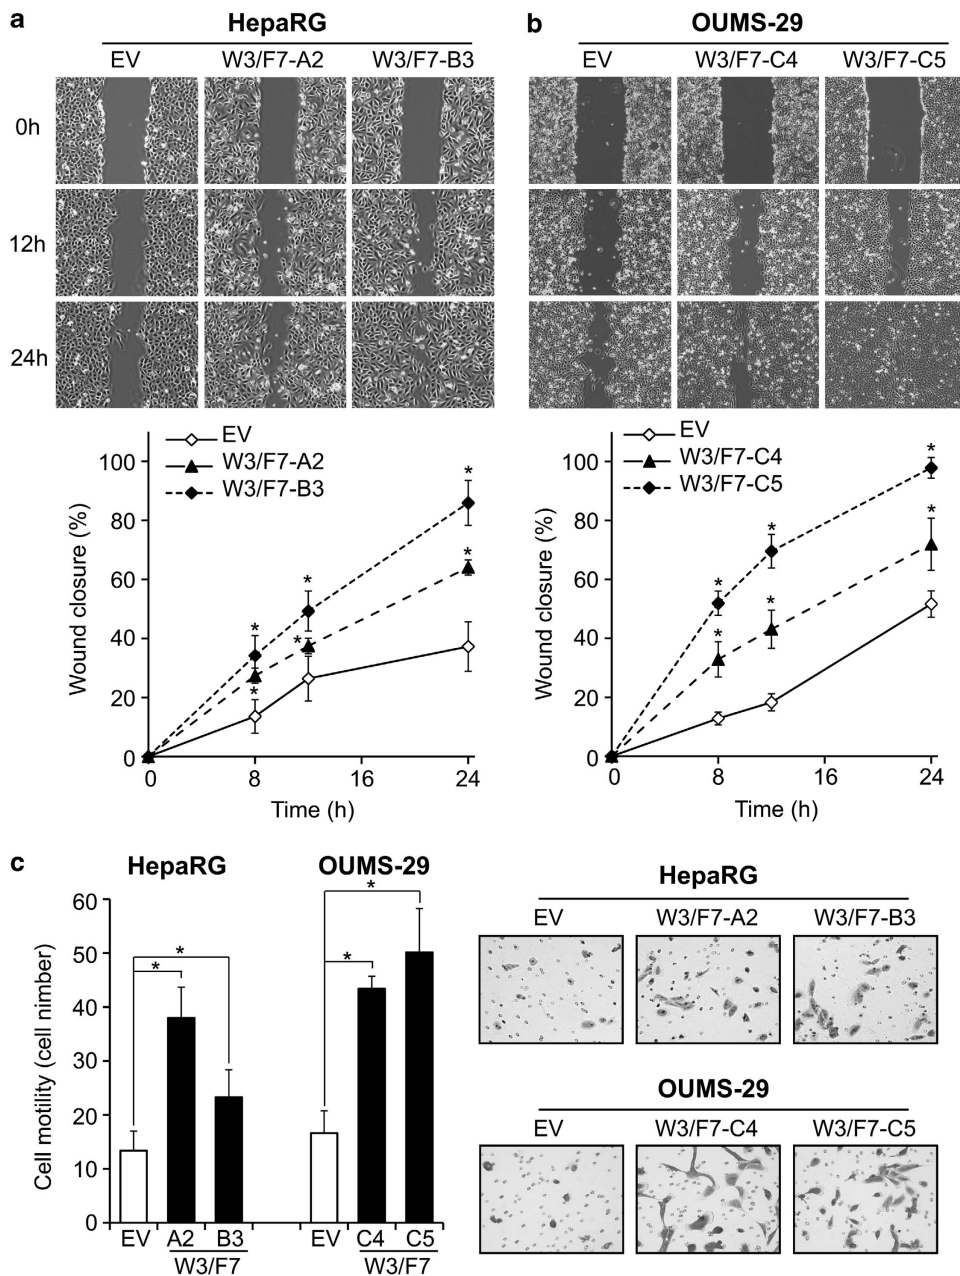 a
HepaRG
EV W3/F7-A2 W3/F7-B3
0h
12h
24h
b
OUMS-29
EV W3/F7-C4 W3/F7-C5
EV
W3/F7-A2
W3/F7-B3
Wound closure (%)
100
80
60
40
20
0
* * * * * *
0 8 16 24
Time (h)
EV
W3/F7-C4
W3/F7-C5
Wound closure (%)
100
80
60
40
20
0
* * * * * *
0 8 16 24
Time (h)
c
HepaRG OUMS-29
Cell motility (cell nimber)
60
50
40
30
20
10
0
* * * *
EV A2 B3 EV C4 C5
W3/F7 W3/F7
HepaRG
EV W3/F7-A2 W3/F7-B3
OUMS-29
EV W3/F7-C4 W3/F7-C5